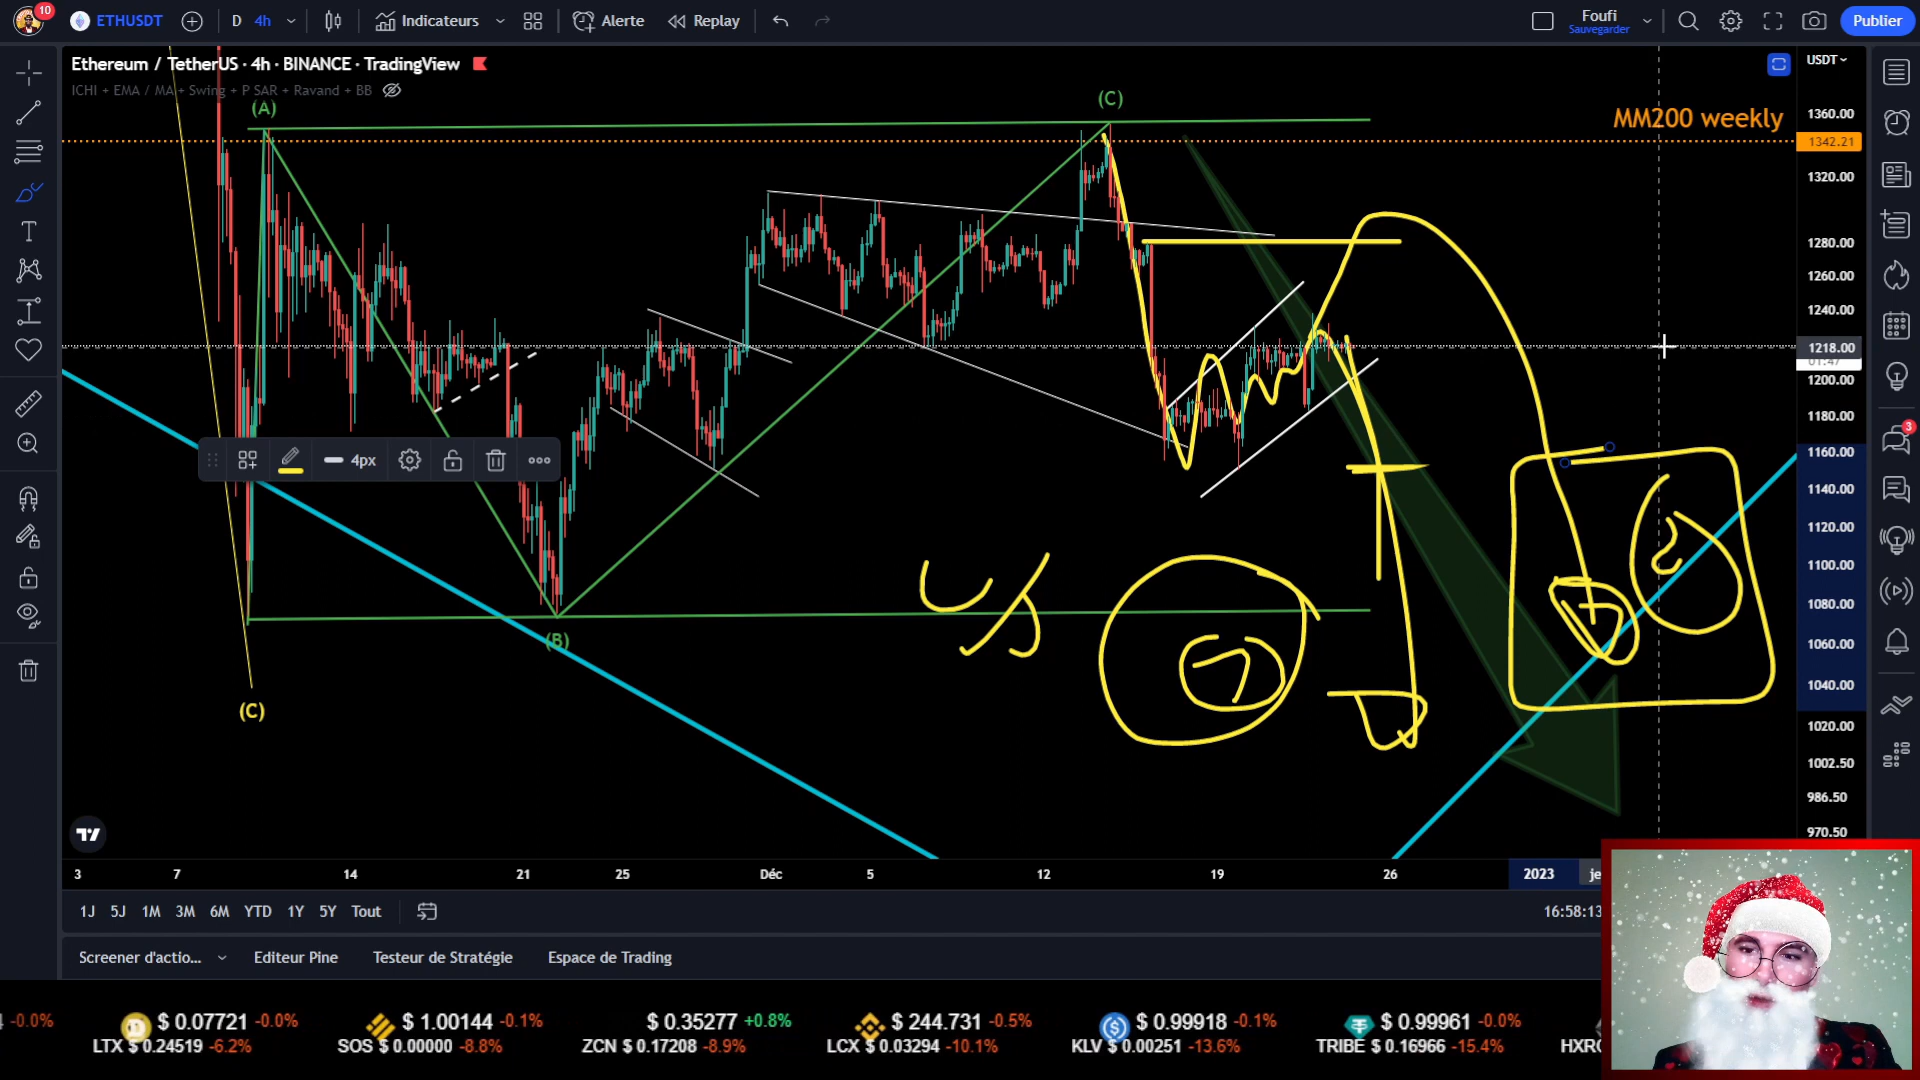 10
ETHUSDT
D
4h
Indicateurs
Alerte
Replay
Foufi
Sauvegarder
Publier
Ethereum / TetherUS · 4h · BINANCE · TradingView
ICHI + EMA / MA + Swing + P SAR + Ravand + BB
USDT
(A)
(C)
MM200 weekly
1360.00
1342.21
1320.00
1280.00
1260.00
1240.00
1218.00
01:47
1200.00
1180.00
1160.00
1140.00
1120.00
1100.00
1080.00
1060.00
1040.00
1020.00
1002.50
986.50
970.50
4px
3
(B)
(C)
3
7
14
21
25
Déc
5
12
19
26
2023
je
1J
5J
1M
3M
6M
YTD
1Y
5Y
Tout
16:58:13
Screener d'actio...
Editeur Pine
Testeur de Stratégie
Espace de Trading
-0.0%
$ 0.07721 -0.0%
$ 1.00144 -0.1%
$ 0.35277 +0.8%
$ 244.731 -0.5%
$ 0.99918 -0.1%
$ 0.99961 -0.0%
LTX $ 0.24519 -6.2%
SOS $ 0.00000 -8.8%
ZCN $ 0.17208 -8.9%
LCX $ 0.03294 -10.1%
KLV $ 0.00251 -13.6%
TRIBE $ 0.16966 -15.4%